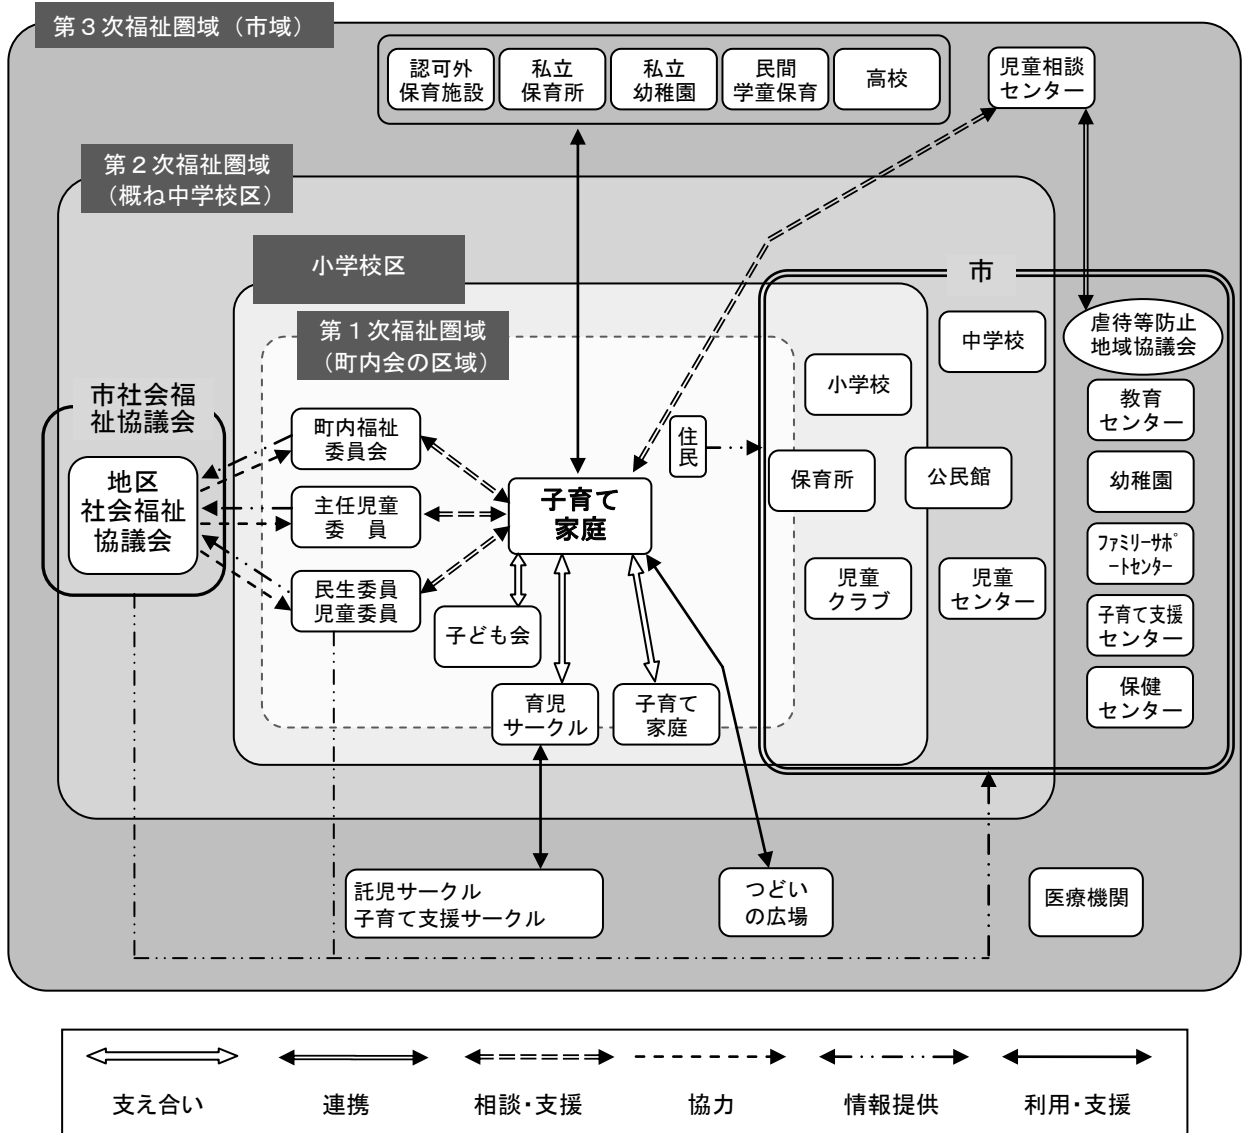 第３次福祉圏域（市域）
認可外
保育施設
私立
保育所
私立
幼稚園
民間
学童保育
高校
児童相談
センター
第２次福祉圏域
（概ね中学校区）
小学校区
市
第１次福祉圏域
（町内会の区域）
中学校
虐待等防止
地域協議会
小学校
市社会福
祉協議会
教育
センター
町内福祉
委員会
住
民
保育所
公民館
幼稚園
地区
社会福祉
協議会
主任児童
委　員
子育て
家庭
ﾌｧﾐﾘｰｻﾎﾟ
ｰﾄｾﾝﾀｰ
民生委員
児童委員
児童
クラブ
児童
センター
子ども会
子育て支援
センター
育児
サークル
子育て
家庭
保健
センター
託児サークル
子育て支援サークル
つどい
の広場
医療機関
支え合い
連携
相談・支援
協力
情報提供
利用・支援